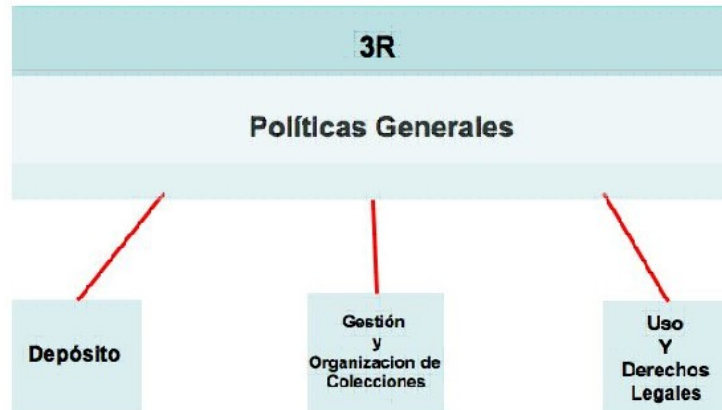 3R
Políticas Generales
Depósito
Gestión
y
Organizacion de
Colecciones
Uso
Y
Derechos
Legales